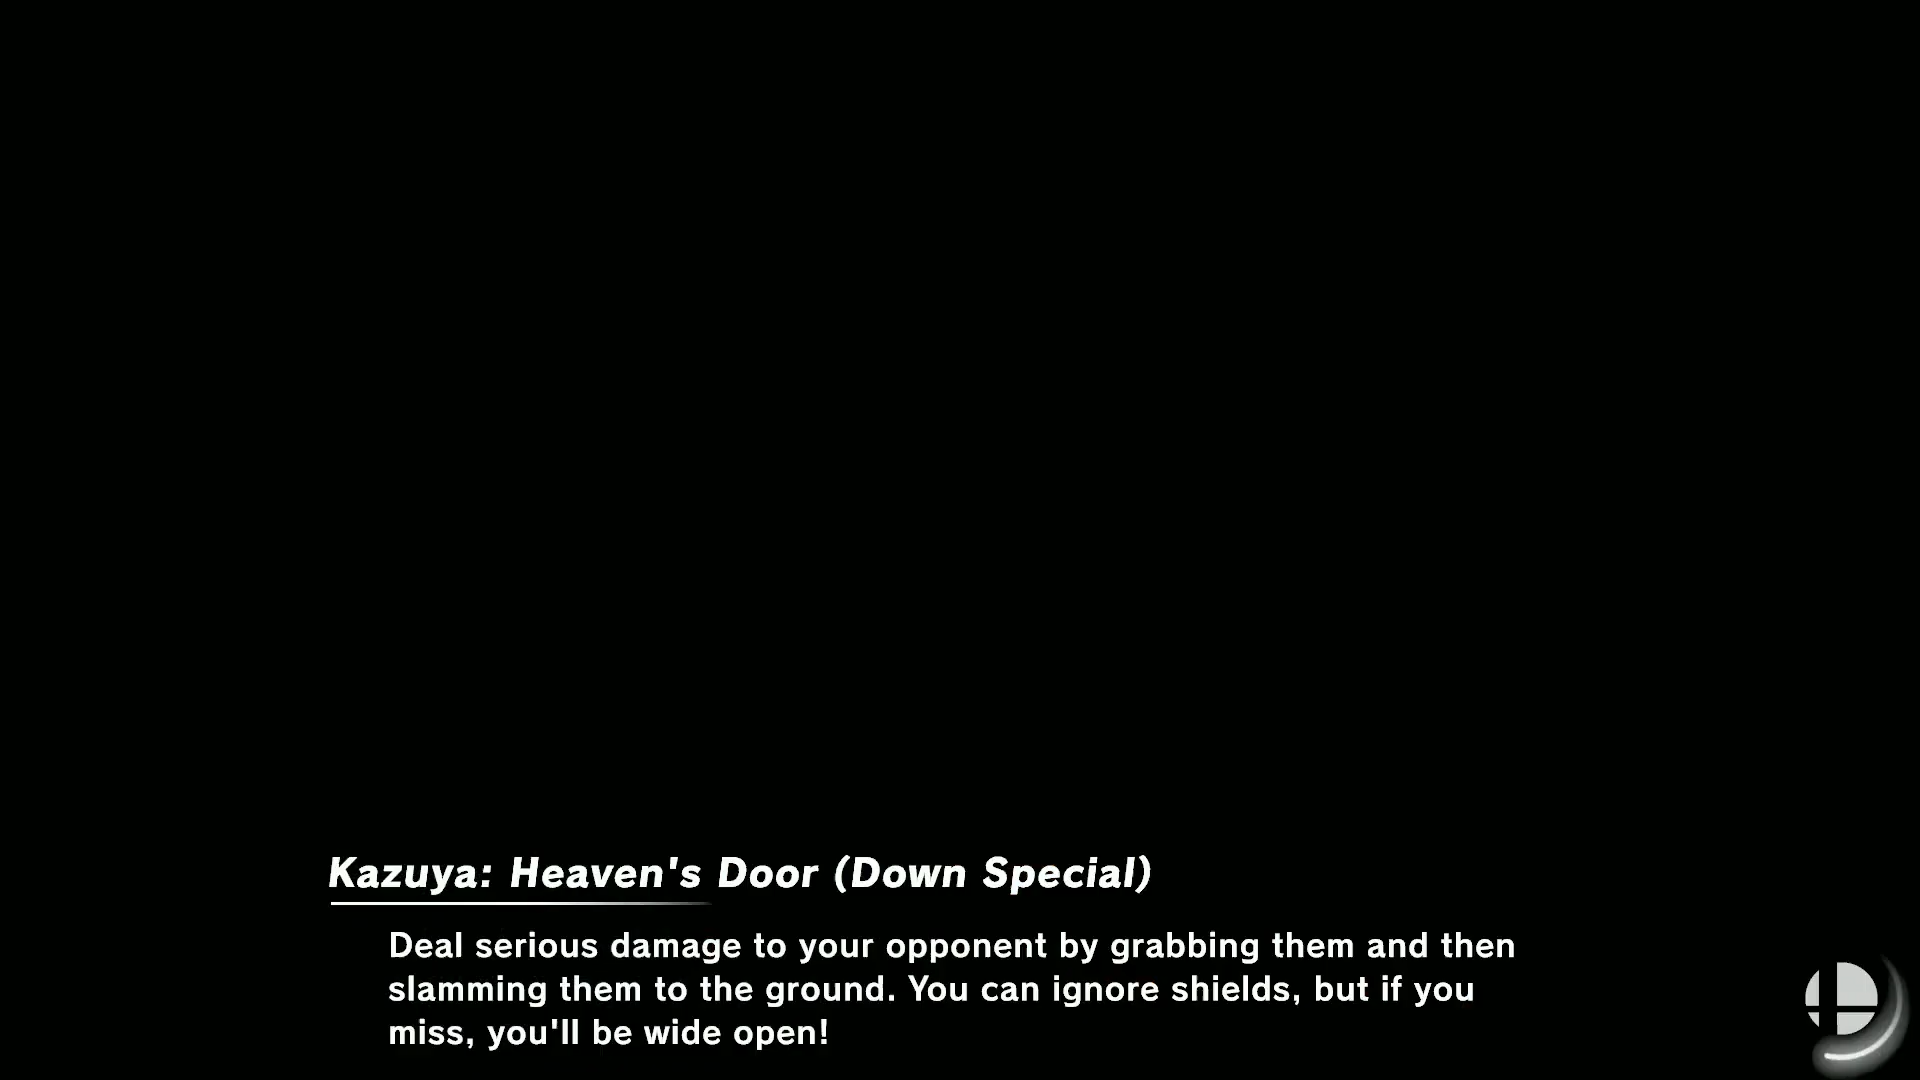 Kazuya: Heaven's Door (Down Special)
Deal serious damage to your opponent by grabbing them and then
slamming them to the ground. You can ignore shields, but if you
miss, you'll be wide open!